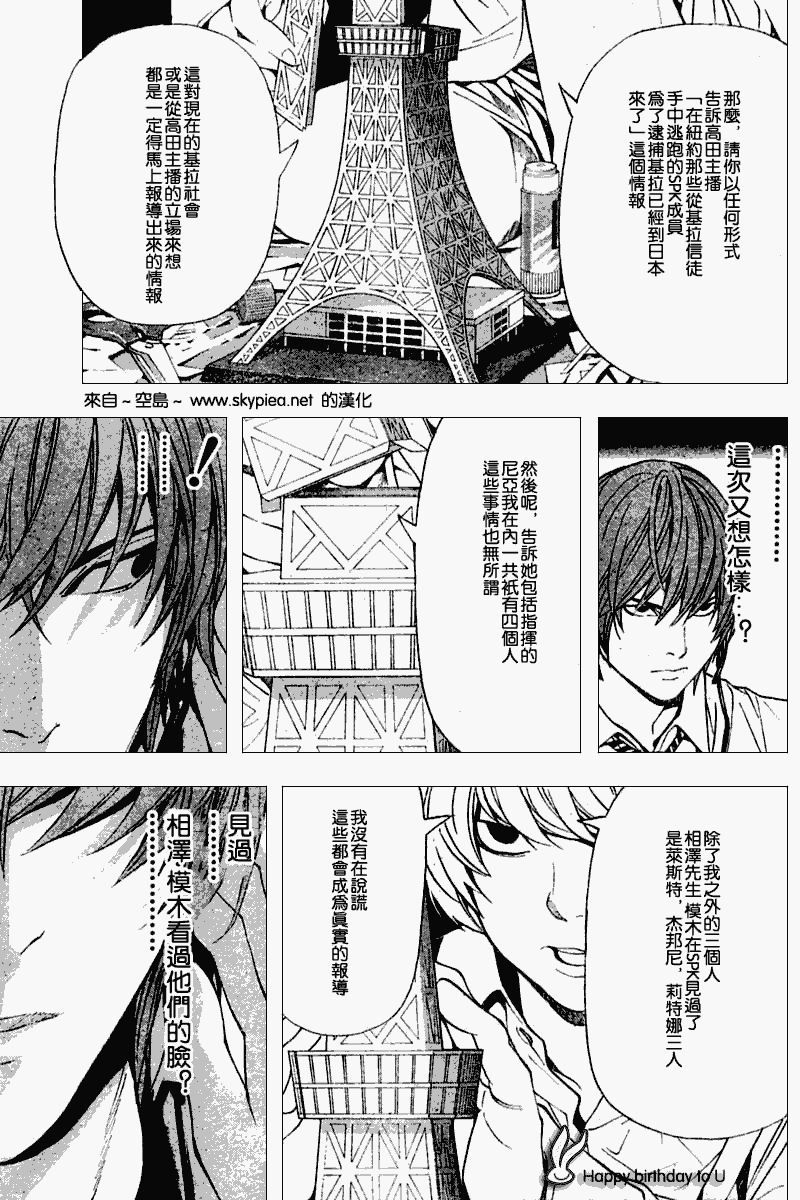 那麼，請你以任何形式
告訴高田主播
「在紐約那些從基拉信徒
手中逃跑的SPK成員
為了逮捕基拉已經到日本
來了」這個情報
這對現在的基拉社會
或是從高田主播的立場來想
都是一定得馬上報導出來的情報
來自～空島～ www.skypiea.net 的漢化
…………
這次又想怎樣…？
然後呢，告訴她包括指揮的
尼亞我在內一共衹有四個人
這些事情也無所謂
！
……
……
除了我之外的三個人
相澤先生 模木在SPK見過了
是萊斯特，杰邦尼，莉特娜三人
我沒有在說謊
這些都會成為眞實的報導
見過………
相澤 模木看過他們的臉？
……………
Happy birthday to U